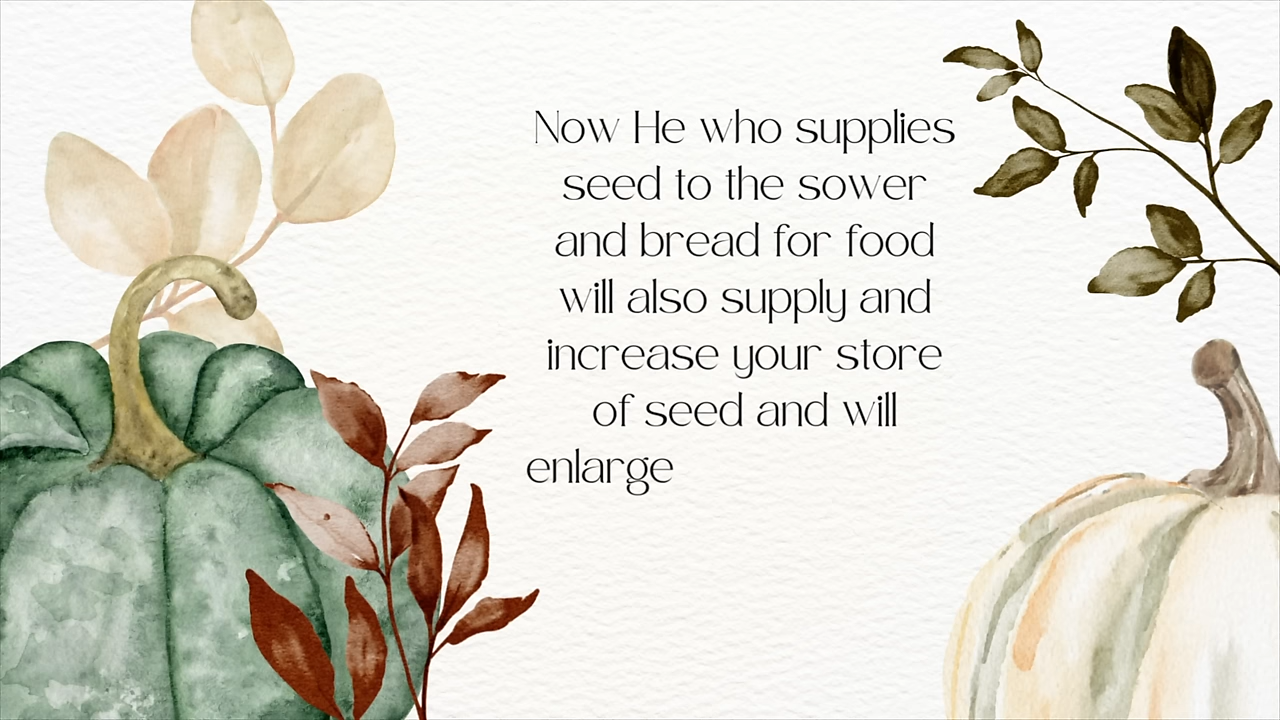 Now He who supplies
seed to the sower
and bread for food
will also supply and
increase your store
of seed and will
enlarge